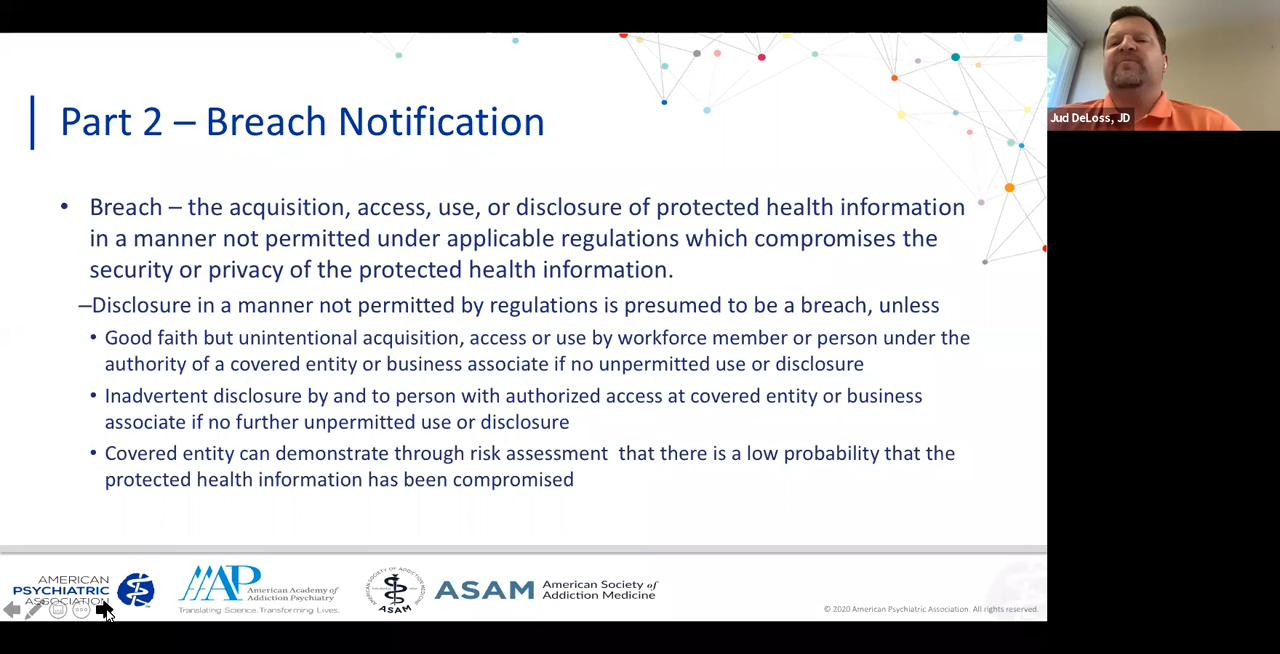 Jud DeLoss, JD
Part 2 – Breach Notification
• Breach – the acquisition, access, use, or disclosure of protected health information
in a manner not permitted under applicable regulations which compromises the
security or privacy of the protected health information.
–Disclosure in a manner not permitted by regulations is presumed to be a breach, unless
• Good faith but unintentional acquisition, access or use by workforce member or person under the
authority of a covered entity or business associate if no unpermitted use or disclosure
• Inadvertent disclosure by and to person with authorized access at covered entity or business
associate if no further unpermitted use or disclosure
• Covered entity can demonstrate through risk assessment  that there is a low probability that the
protected health information has been compromised
AMERICAN
PSYCHIATRIC
ASSOCIATION
AAAP
American Academy of
Addiction Psychiatry
Translating Science. Transforming Lives.
AMERICAN SOCIETY OF ADDICTION MEDICINE
ASAM
ASAM
American Society of
Addiction Medicine
© 2020 American Psychiatric Association. All rights reserved.